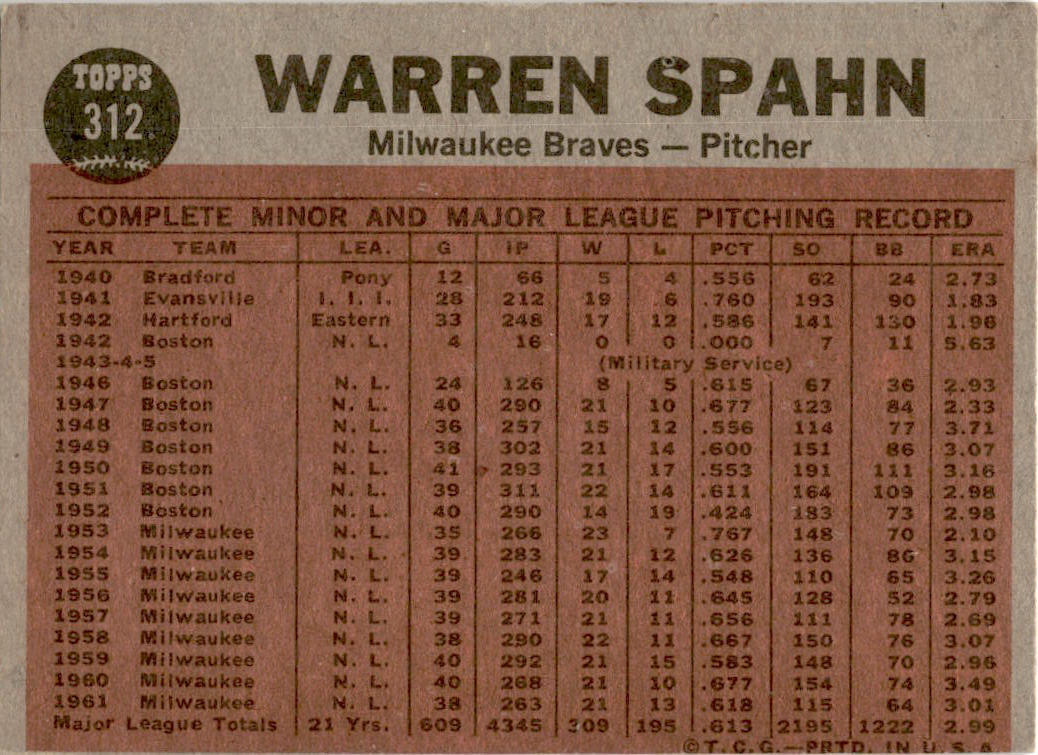 TOPPS
312
WARREN SPAHN
Milwaukee Braves — Pitcher
COMPLETE MINOR AND MAJOR LEAGUE PITCHING RECORD
YEAR TEAM LEA. G IP W L PCT SO BB ERA
1940 Bradford Pony 12 66 5 4 .556 62 24 2.73
1941 Evansville I. I. I. 28 212 19 6 .760 193 90 1.83
1942 Hartford Eastern 33 248 17 12 .586 141 130 1.96
1942 Boston N. L. 4 16 0 0 .000 7 11 5.63
1943-4-5 (Military Service)
1946 Boston N. L. 24 126 8 5 .615 67 36 2.93
1947 Boston N. L. 40 290 21 10 .677 123 84 2.33
1948 Boston N. L. 36 257 15 12 .556 114 77 3.71
1949 Boston N. L. 38 302 21 14 .600 151 86 3.07
1950 Boston N. L. 41 293 21 17 .553 191 111 3.16
1951 Boston N. L. 39 311 22 14 .611 164 109 2.98
1952 Boston N. L. 40 290 14 19 .424 183 73 2.98
1953 Milwaukee N. L. 35 266 23 7 .767 148 70 2.10
1954 Milwaukee N. L. 39 283 21 12 .626 136 86 3.15
1955 Milwaukee N. L. 39 246 17 14 .548 110 65 3.26
1956 Milwaukee N. L. 39 281 20 11 .645 128 52 2.79
1957 Milwaukee N. L. 39 271 21 11 .656 111 78 2.69
1958 Milwaukee N. L. 38 290 22 11 .667 150 76 3.07
1959 Milwaukee N. L. 40 292 21 15 .583 148 70 2.96
1960 Milwaukee N. L. 40 268 21 10 .677 154 74 3.49
1961 Milwaukee N. L. 38 263 21 13 .618 115 64 3.01
Major League Totals 21 Yrs. 609 4345 309 195 .613 2195 1222 2.99
©T.C.G.—PRTD. IN U.S.A.